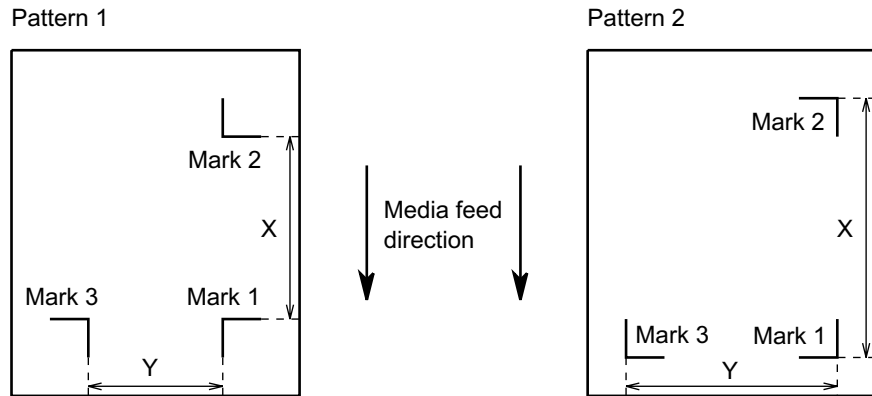 Pattern 1
Pattern 2
Mark 2
Mark 2
X
Media feed
direction
X
Mark 3
Mark 1
Mark 3
Mark 1
Y
Y